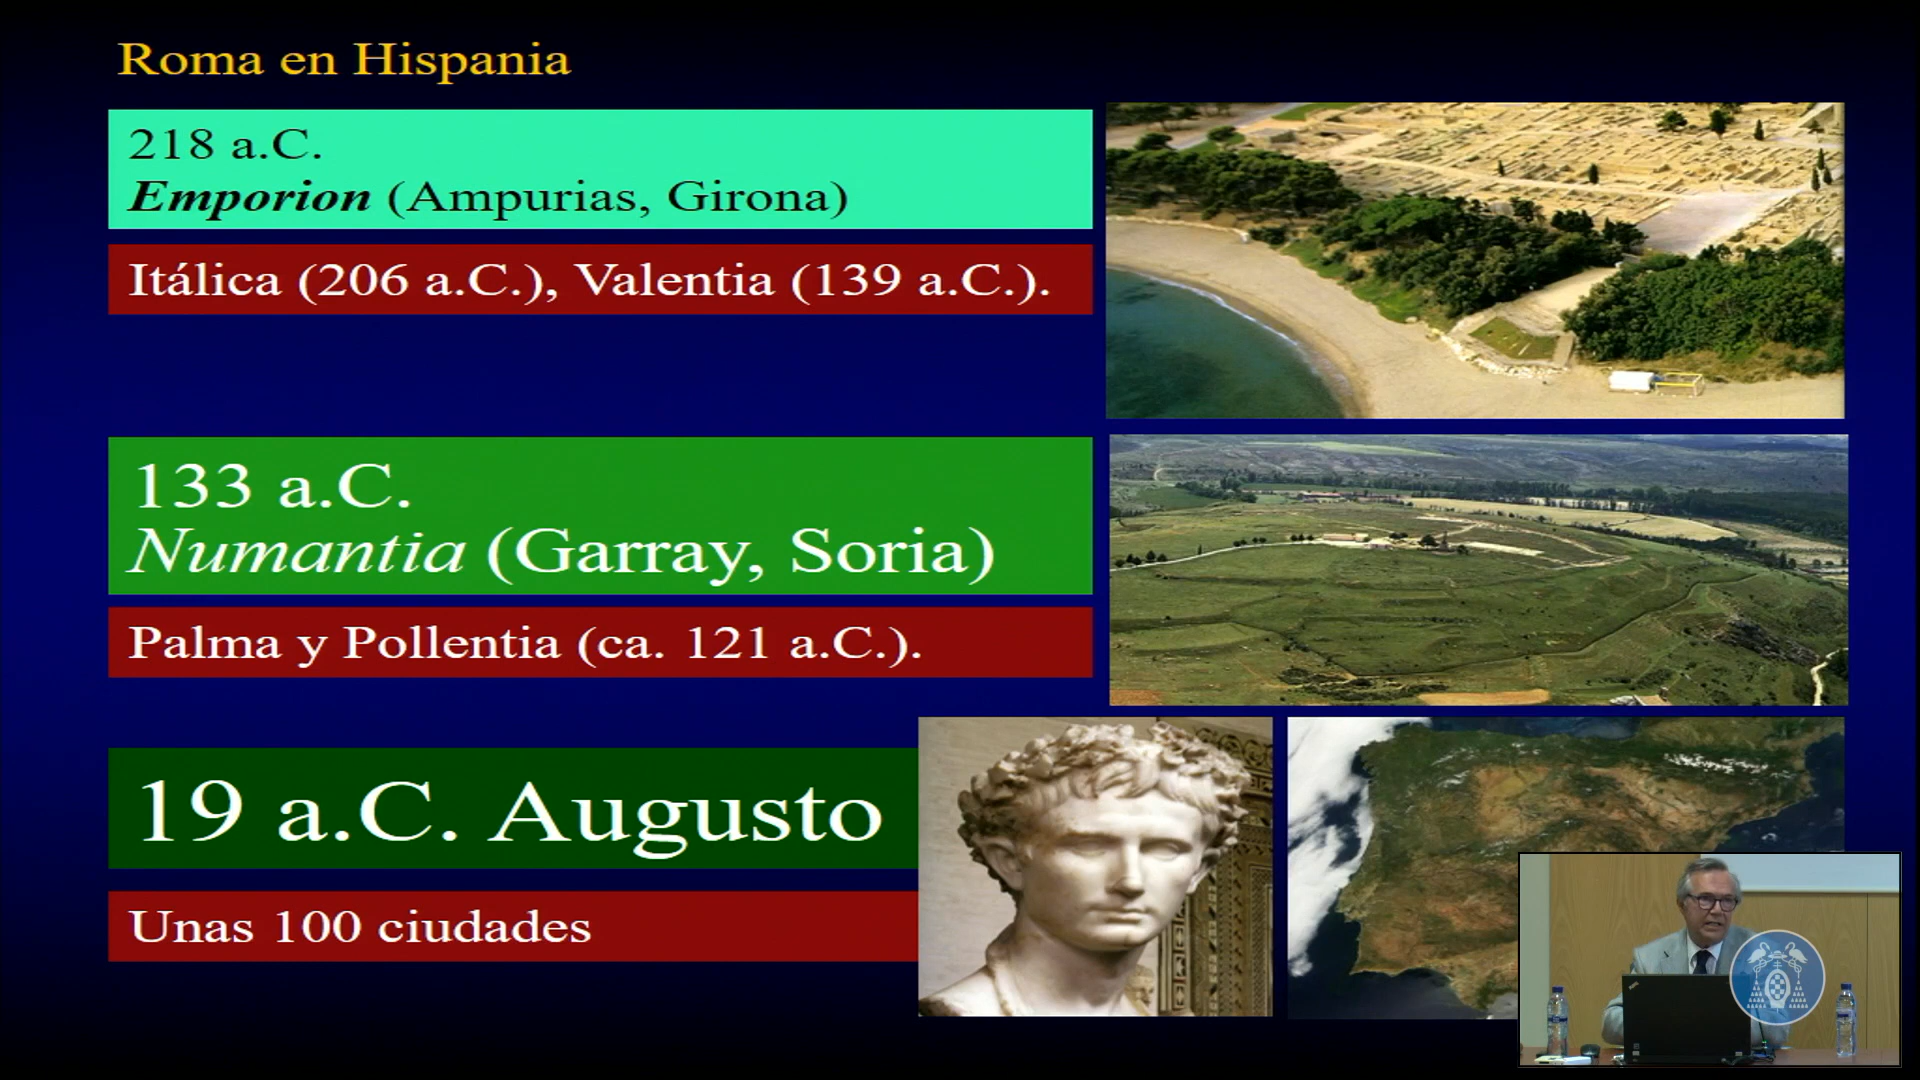 Roma en Hispania
218 a.C.
Emporion (Ampurias, Girona)
Itálica (206 a.C.), Valentia (139 a.C.).
133 a.C.
Numantia (Garray, Soria)
Palma y Pollentia (ca. 121 a.C.).
19 a.C. Augusto
Unas 100 ciudades